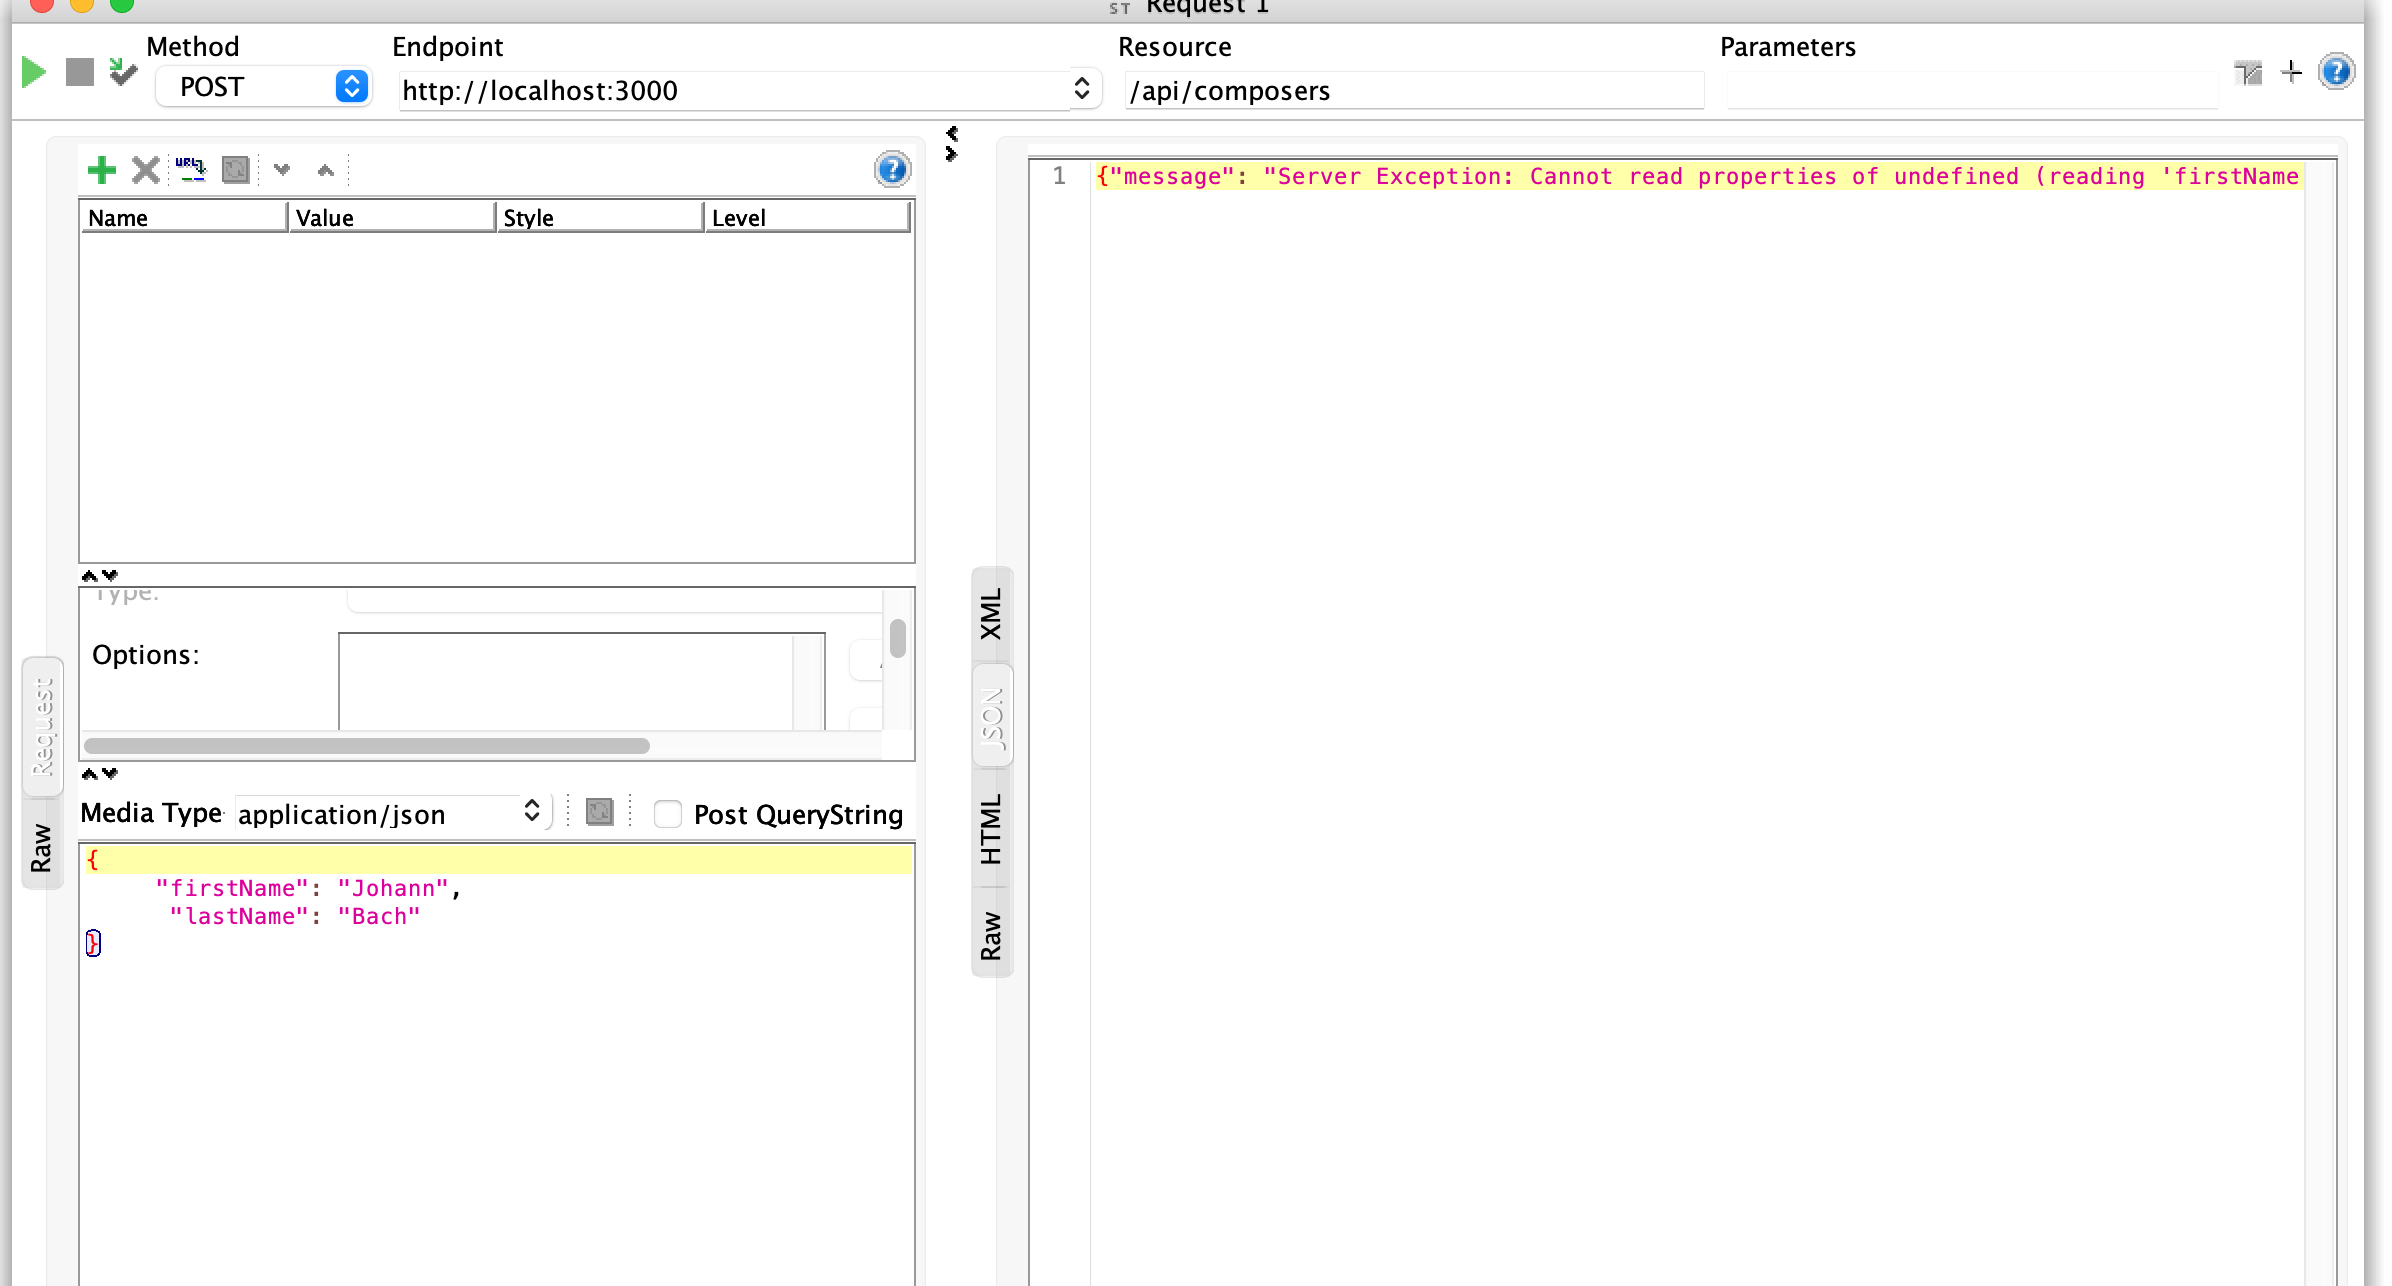 ST Request 1
Method Endpoint Resource Parameters
POST http://localhost:3000 /api/composers
URL
Name Value Style Level
Type:
Options:
Request
Raw
Media Type application/json Post QueryString
{
"firstName": "Johann",
"lastName": "Bach"
}
XML
JSON
HTML
Raw
1 {"message": "Server Exception: Cannot read properties of undefined (reading 'firstName